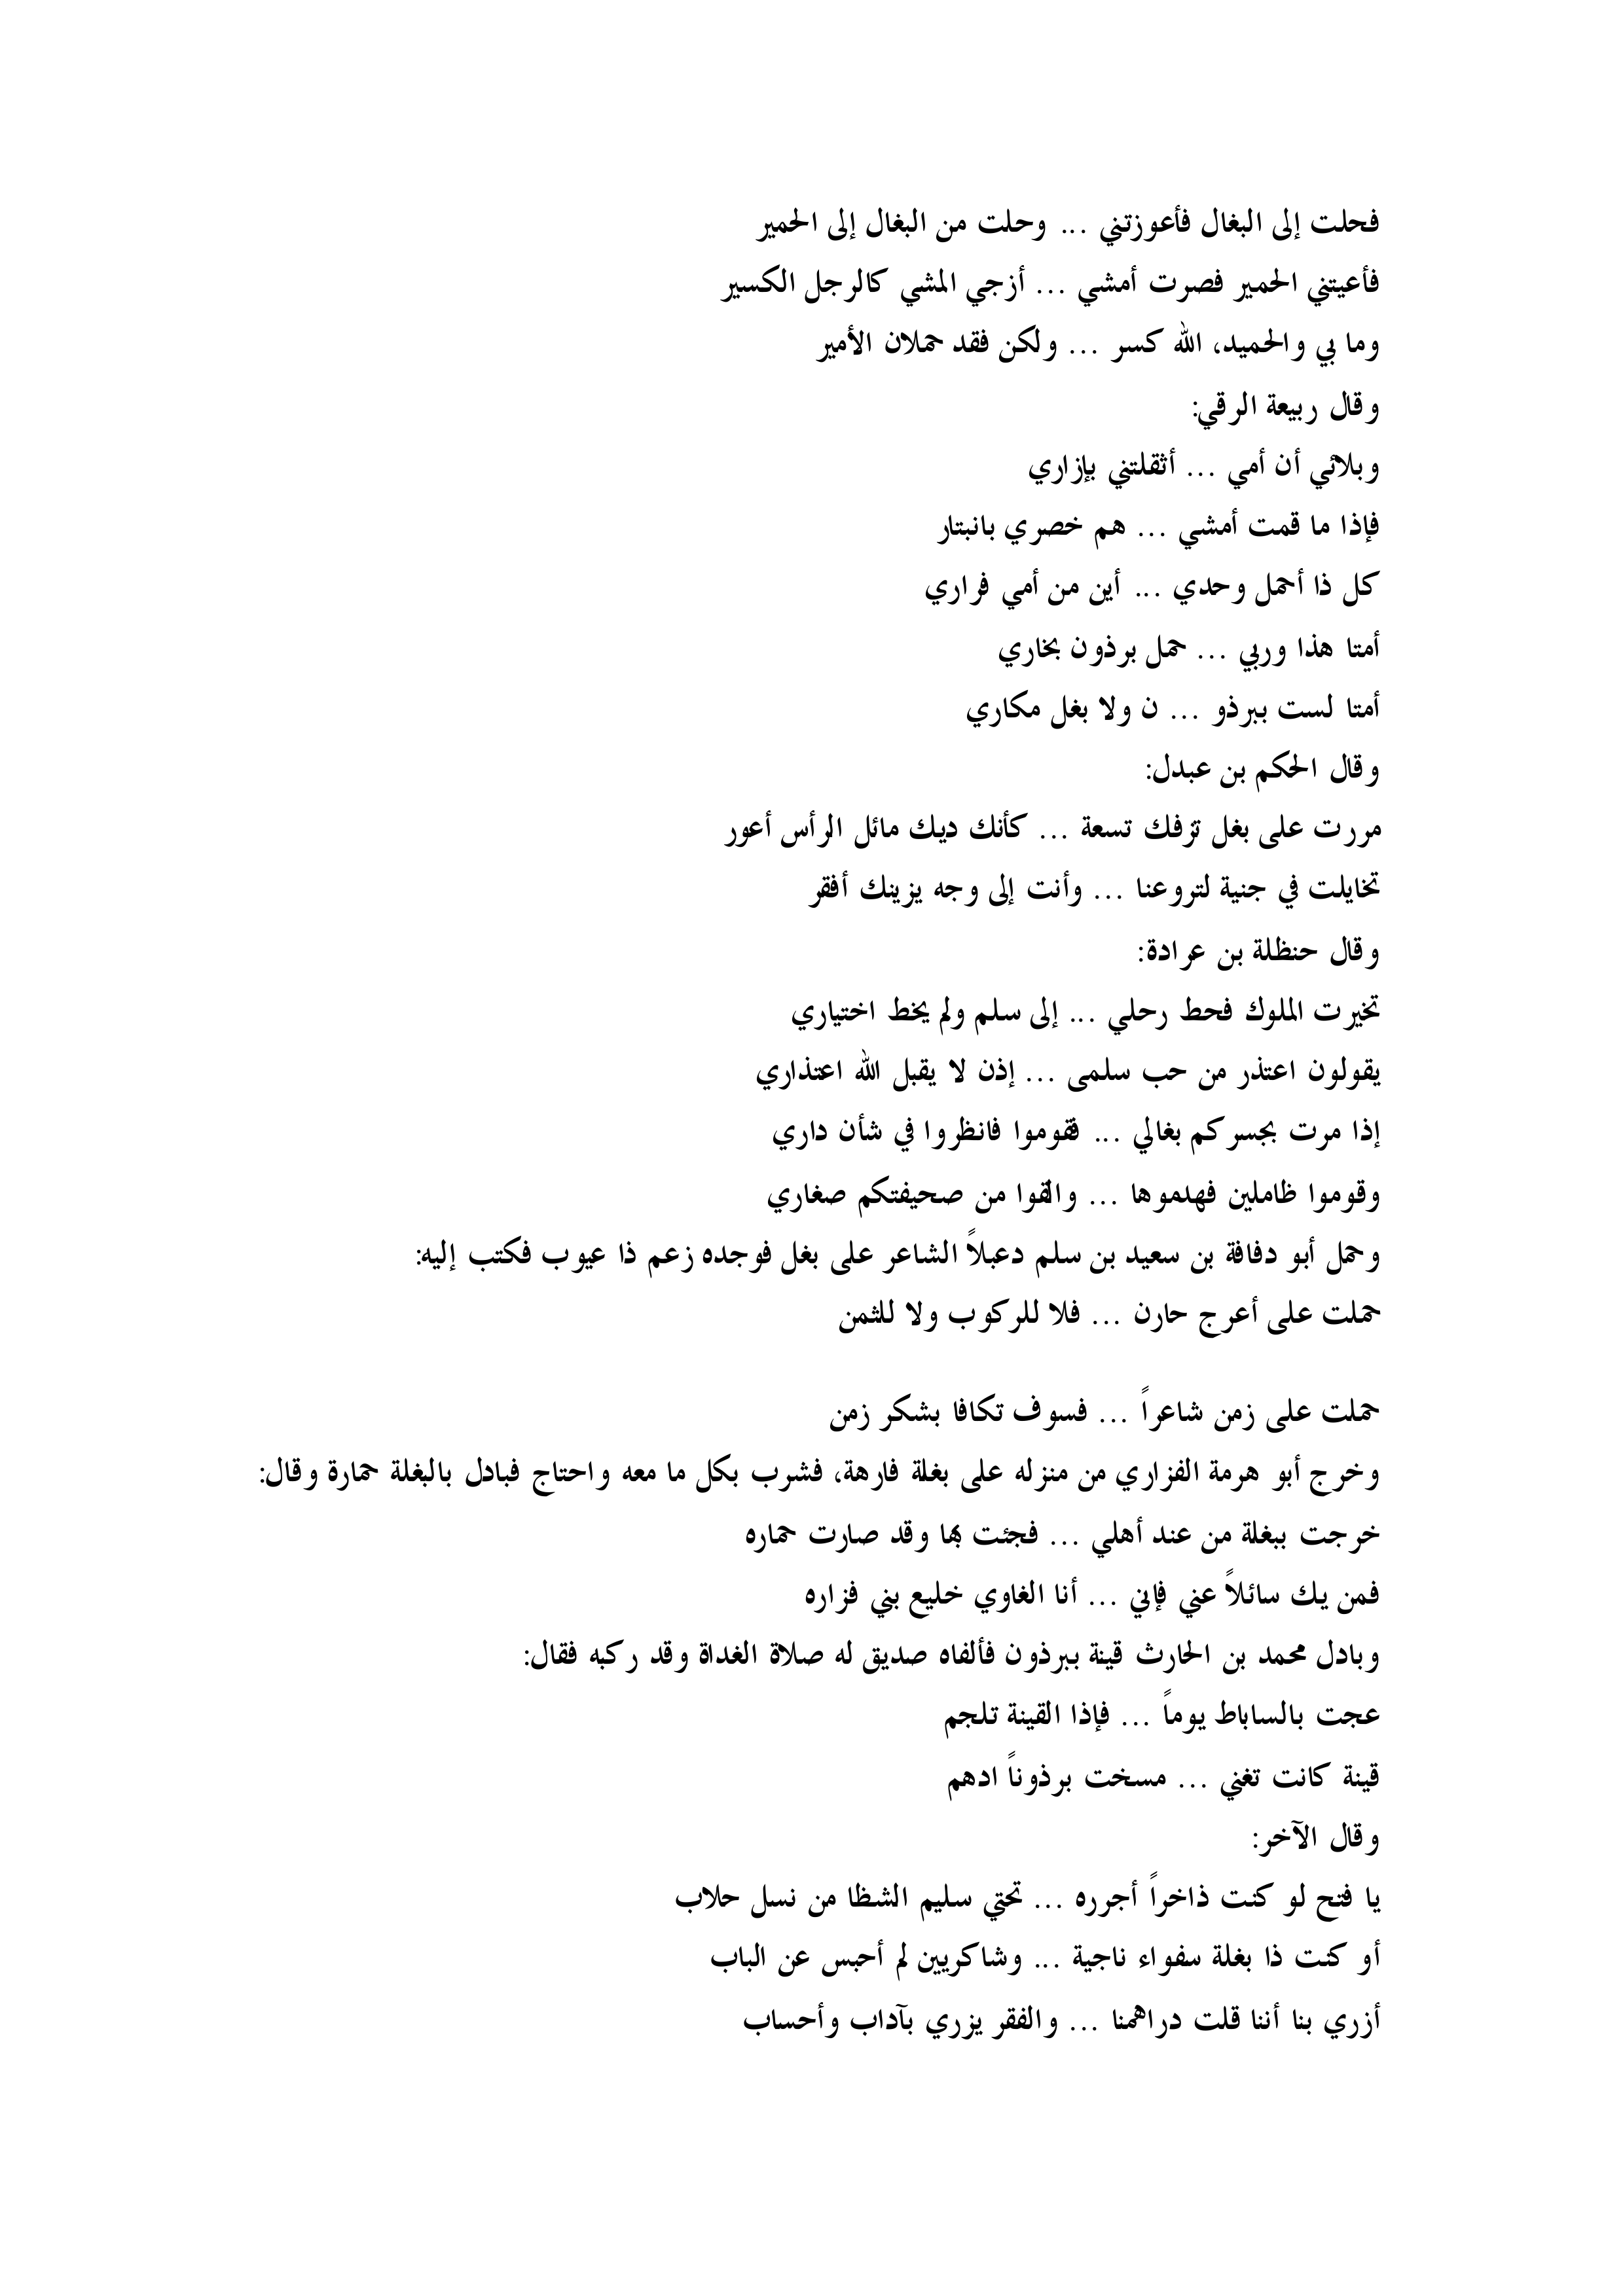 فحلت إلى البغال فأعوزتني ... وحلت من البغال إلى الحمير
فأعيتني الحمير فصرت أمشي ... أزجي المشي كالرجل الكسير
وما بي والحميد، الله كسر ... ولكن فقد حملان الأمير
وقال ربيعة الرقي:
وبلائي أن أمي ... أثقلتني بإزاري
فإذا ما قمت أمشي ... هم خصري بانبتار
كل ذا أحمل وحدي ... أين من أمي فراري
أمتا هذا وربي ... حمل برذون بخاري
أمتا لست ببرذو ... ن ولا بغل مكاري
وقال الحكم بن عبدل:
مررت على بغل تزفك تسعة ... كأنك ديك مائل الرأس أعور
تخايلت في جنية لتروعنا ... وأنت إلى وجه يزينك أفقر
وقال حنظلة بن عرادة:
تخيرت الملوك فحط رحلي ... إلى سلم ولم يخط اختياري
يقولون اعتذر من حب سلمى ... إذن لا يقبل الله اعتذاري
إذا مرت بجسركم بغالي ... فقوموا فانظروا في شأن داري
وقوموا ظاملين فهدموها ... والقوا من صحيفتكم صغاري
وحمل أبو دفافة بن سعيد بن سلم دعبلاً الشاعر على بغل فوجده زعم ذا عيوب فكتب إليه:
حملت على أعرج حارن ... فلا للركوب ولا للثمن
حملت على زمن شاعراً ... فسوف تكافا بشكر زمن
وخرج أبو هرمة الفزاري من منزله على بغلة فارهة، فشرب بكل ما معه واحتاج فبادل بالبغلة حمارة وقال:
خرجت ببغلة من عند أهلي ... فجئت بها وقد صارت حماره
فمن يك سائلاً عني فإني ... أنا الغاوي خليع بني فزاره
وبادل محمد بن الحارث قينة ببرذون فألفاه صديق له صلاة الغداة وقد ركبه فقال:
عجت بالساباط يوماً ... فإذا القينة تلجم
قينة كانت تغني ... مسخت برذوناً ادهم
وقال الآخر:
يا فتح لو كنت ذاخراً أجرره ... تحتي سليم الشظا من نسل حلاب
أو كنت ذا بغلة سفواء ناجية ... وشاكريين لم أحبس عن الباب
أزري بنا أننا قلت دراهمنا ... والفقر يزري بآداب وأحساب